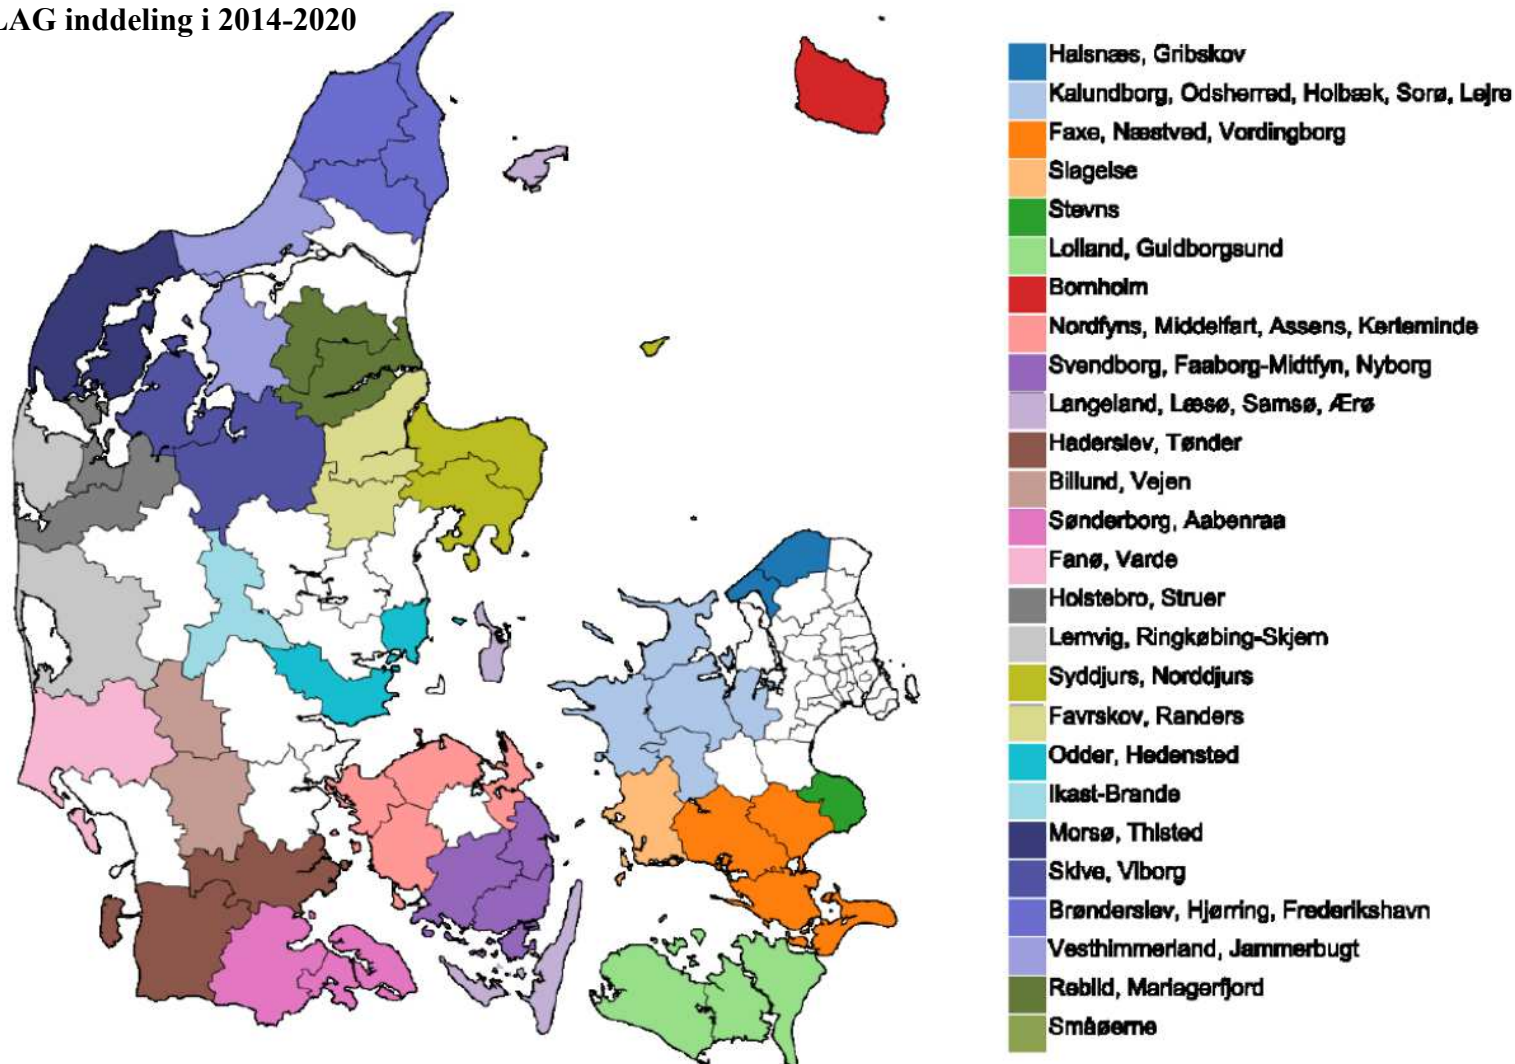 LAG inddeling i 2014-2020
Halsnæs, Gribskov
Kalundborg, Odsherred, Holbæk, Sorø, Lejre
Faxe, Næstved, Vordingborg
Slagelse
Stevns
Lolland, Guldborgsund
Bornholm
Nordfyns, Middelfart, Assens, Kerteminde
Svendborg, Faaborg-Midtfyn, Nyborg
Langeland, Læsø, Samsø, Ærø
Haderslev, Tønder
Billund, Vejen
Sønderborg, Aabenraa
Fanø, Varde
Holstebro, Struer
Lemvig, Ringkøbing-Skjern
Syddjurs, Norddjurs
Favrskov, Randers
Odder, Hedensted
Ikast-Brande
Morsø, Thisted
Skive, Viborg
Brønderslev, Hjørring, Frederikshavn
Vesthimmerland, Jammerbugt
Rebild, Mariagerfjord
Småøerne